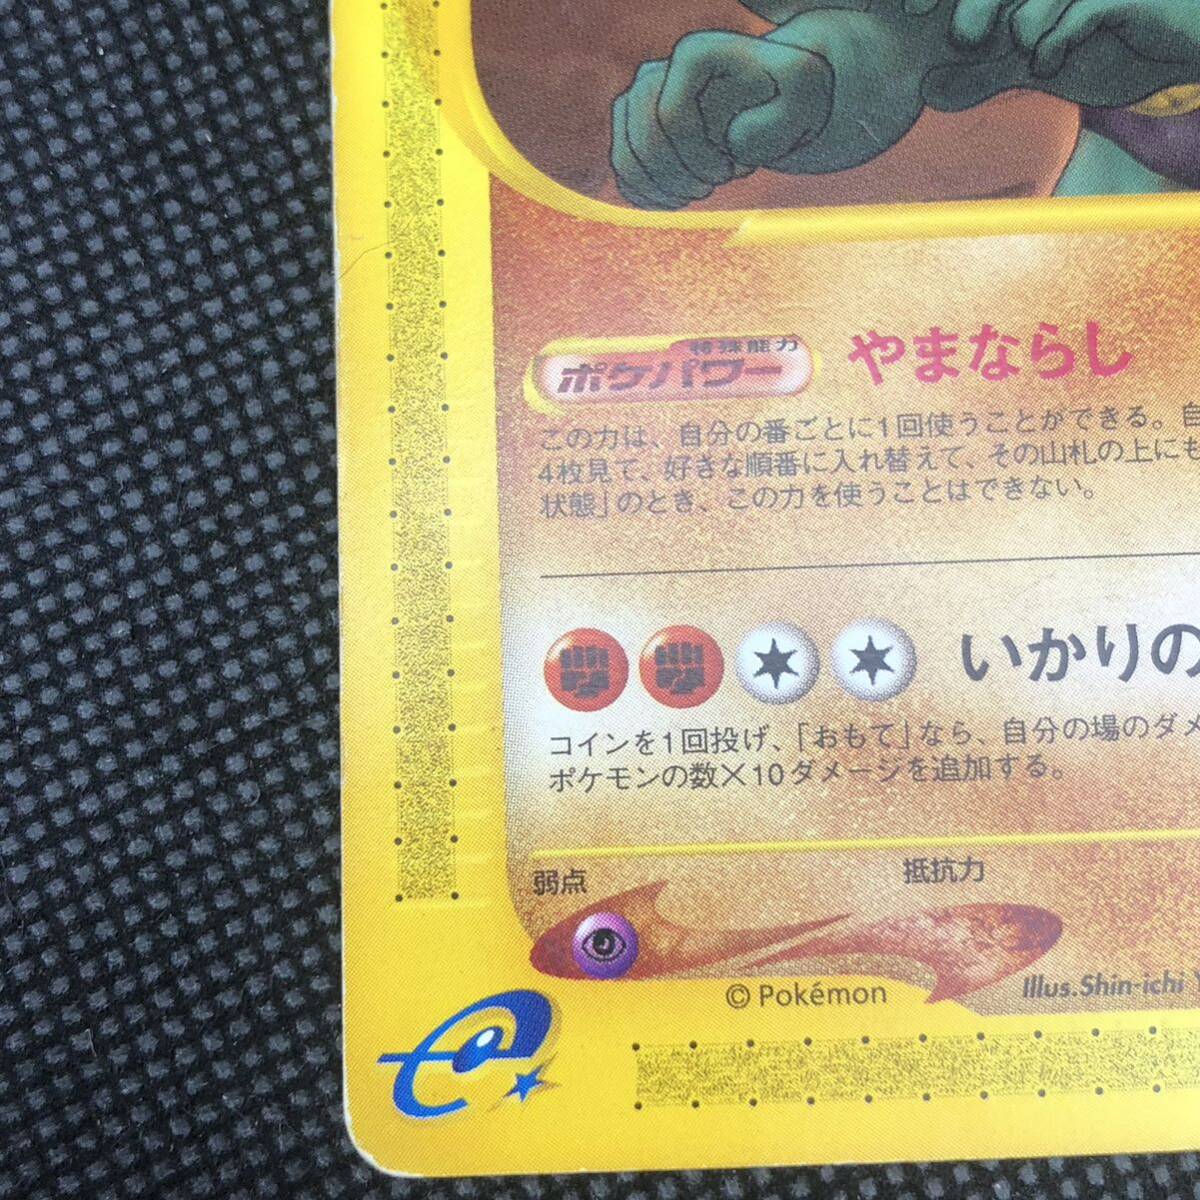 特殊能力
ポケパワー やまならし
この力は、自分の番ごとに1回使うことができる。自
4枚見て、好きな順番に入れ替えて、その山札の上にも
状態」のとき、この力を使うことはできない。
いかりの
コインを1回投げ、「おもて」なら、自分の場のダメ
ポケモンの数×10ダメージを追加する。
弱点 抵抗力
© Pokémon Illus.Shin-ichi
e